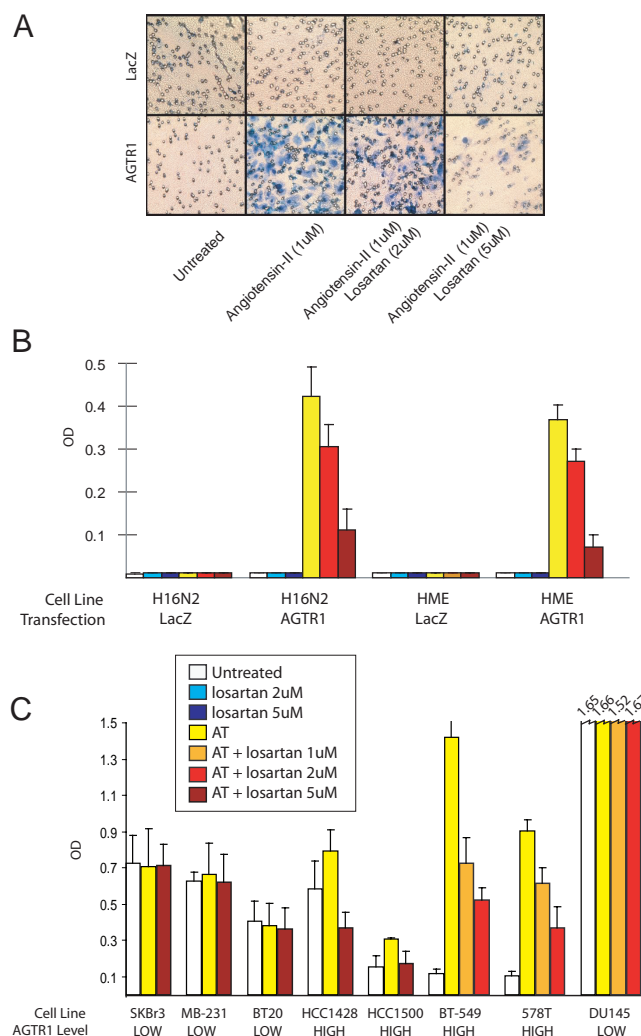 A
LacZ
AGTR1
Untreated
Angiotensin-II (1uM)
Angiotensin-II (1uM)
Losartan (2uM)
Angiotensin-II (1uM)
Losartan (5uM)
B
0.5
0.4
0.3
0.2
0.1
OD
Cell Line H16N2 H16N2 HME HME
Transfection LacZ AGTR1 LacZ AGTR1
Untreated
losartan 2uM
losartan 5uM
AT
AT + losartan 1uM
AT + losartan 2uM
AT + losartan 5uM
C
1.65 1.66 1.52 1.67
1.5
1.3
1.1
0.9
0.7
0.5
0.3
0.1
OD
Cell Line SKBr3 MB-231 BT20 HCC1428 HCC1500 BT-549 578T DU145
AGTR1 Level LOW LOW LOW HIGH HIGH HIGH HIGH LOW